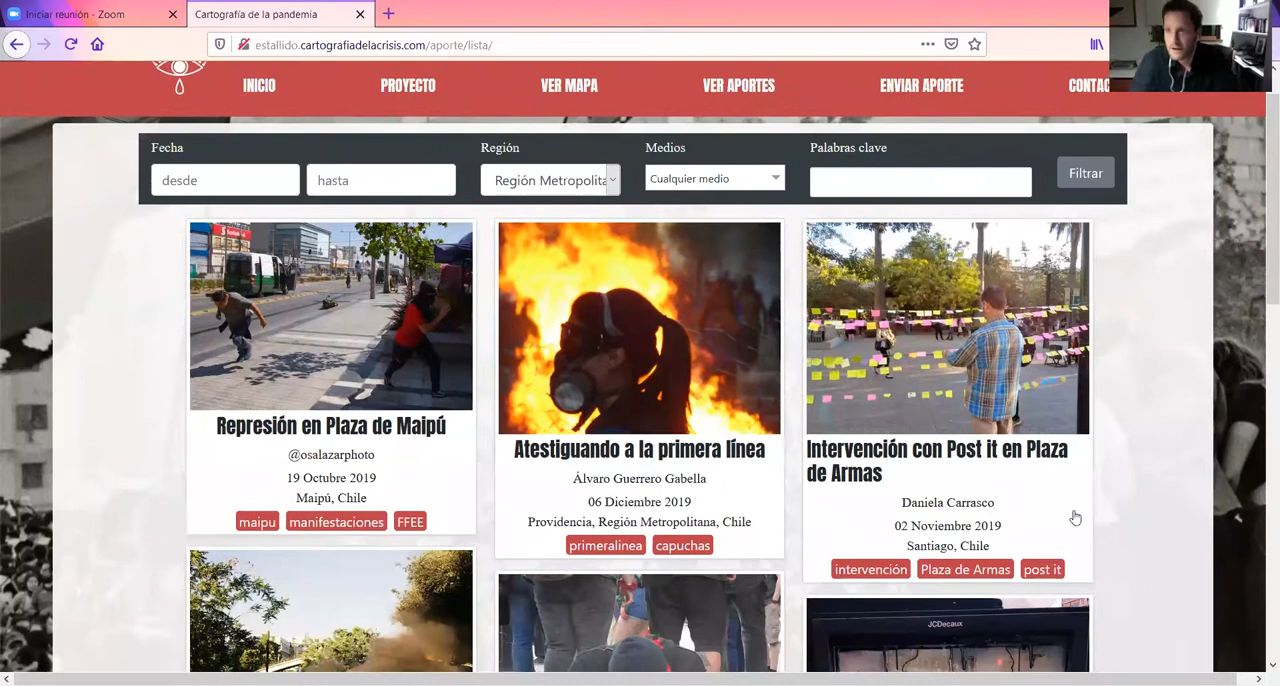 Iniciar reunión - Zoom
Cartografía de la pandemia
estallido.cartografiadelacrisis.com/aporte/lista/
INICIO
PROYECTO
VER MAPA
VER APORTES
ENVIAR APORTE
CONTAC
Fecha
Región
Medios
Palabras clave
desde
hasta
Región Metropolita
Cualquier medio
Filtrar
Represión en Plaza de Maipú
@osalazarphoto
19 Octubre 2019
Maipú, Chile
maipu manifestaciones FFEE
Atestiguando a la primera línea
Álvaro Guerrero Gabella
06 Diciembre 2019
Providencia, Región Metropolitana, Chile
primeralinea capuchas
Intervención con Post it en Plaza
de Armas
Daniela Carrasco
02 Noviembre 2019
Santiago, Chile
intervención Plaza de Armas post it
JCDecaux